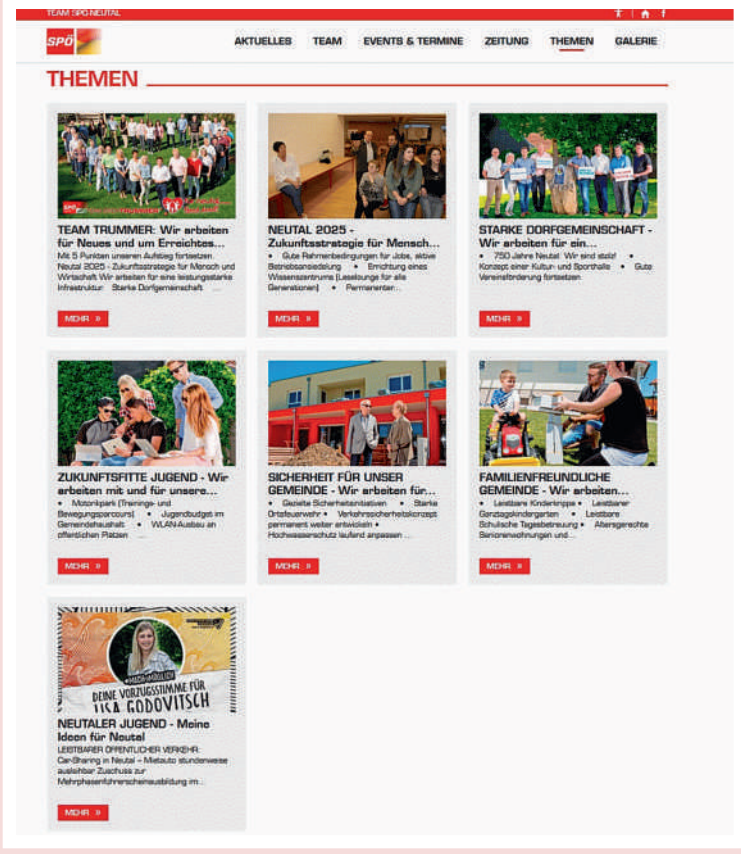 TEAM SPÖ NEUTAL
SPÖ
AKTUELLES TEAM EVENTS & TERMINE ZEITUNG THEMEN GALERIE
THEMEN
TEAM TRUMMER: Wir arbeiten
für Neues und um Erreichtes...
Mit 5 Punkten unseren Aufstieg fortsetzen.
Neutal 2025 - Zukunftsstrategie für Mensch und
Wirtschaft Wir arbeiten für eine leistungsstarke
Infrastruktur. Starke Dorfgemeinschaft ...
MEHR »
NEUTAL 2025 -
Zukunftsstrategie für Mensch...
• Gute Rahmenbedingungen für Jobs, aktive
Betriebsansiedelung • Errichtung eines
Wissenszentrums (Leselounge für alle
Generationen) • Permanenter...
MEHR »
STARKE DORFGEMEINSCHAFT -
Wir arbeiten für ein...
• 750 Jahre Neutal: Wir sind stolz! •
Konzept einer Kultur- und Sporthalle • Gute
Vereinsförderung fortsetzen
MEHR »
ZUKUNFTSFITTE JUGEND - Wir
arbeiten mit und für unsere...
• Motorikpark (Trainings- und
Bewegungsparcours) • Jugendbudget im
Gemeindehaushalt • WLAN-Ausbau an
öffentlichen Plätzen ...
MEHR »
SICHERHEIT FÜR UNSER
GEMEINDE - Wir arbeiten für...
• Gezielte Sicherheitsinitiativen • Starke
Ortsfeuerwehr • Verkehrssicherheitskonzept
permanent weiter entwickeln •
Hochwasserschutz laufend anpassen ...
MEHR »
FAMILIENFREUNDLICHE
GEMEINDE - Wir arbeiten...
• Leistbare Kinderkrippe • Leistbarer
Ganztagskindergarten • Leistbare
Schulische Tagesbetreuung • Altersgerechte
Seniorenwohnungen und...
MEHR »
#MACH MÖGLICH
DEINE VORZUGSSTIMME FÜR
LISA GODOVITSCH
NEUTALER JUGEND - Meine
Ideen für Neutal
LEISTBARER ÖFFENTLICHER VERKEHR:
Car-Sharing in Neutal – Mietauto stundenweise
ausleihbar Zuschuss zur
Mehrphasenführerscheinausbildung im...
MEHR »